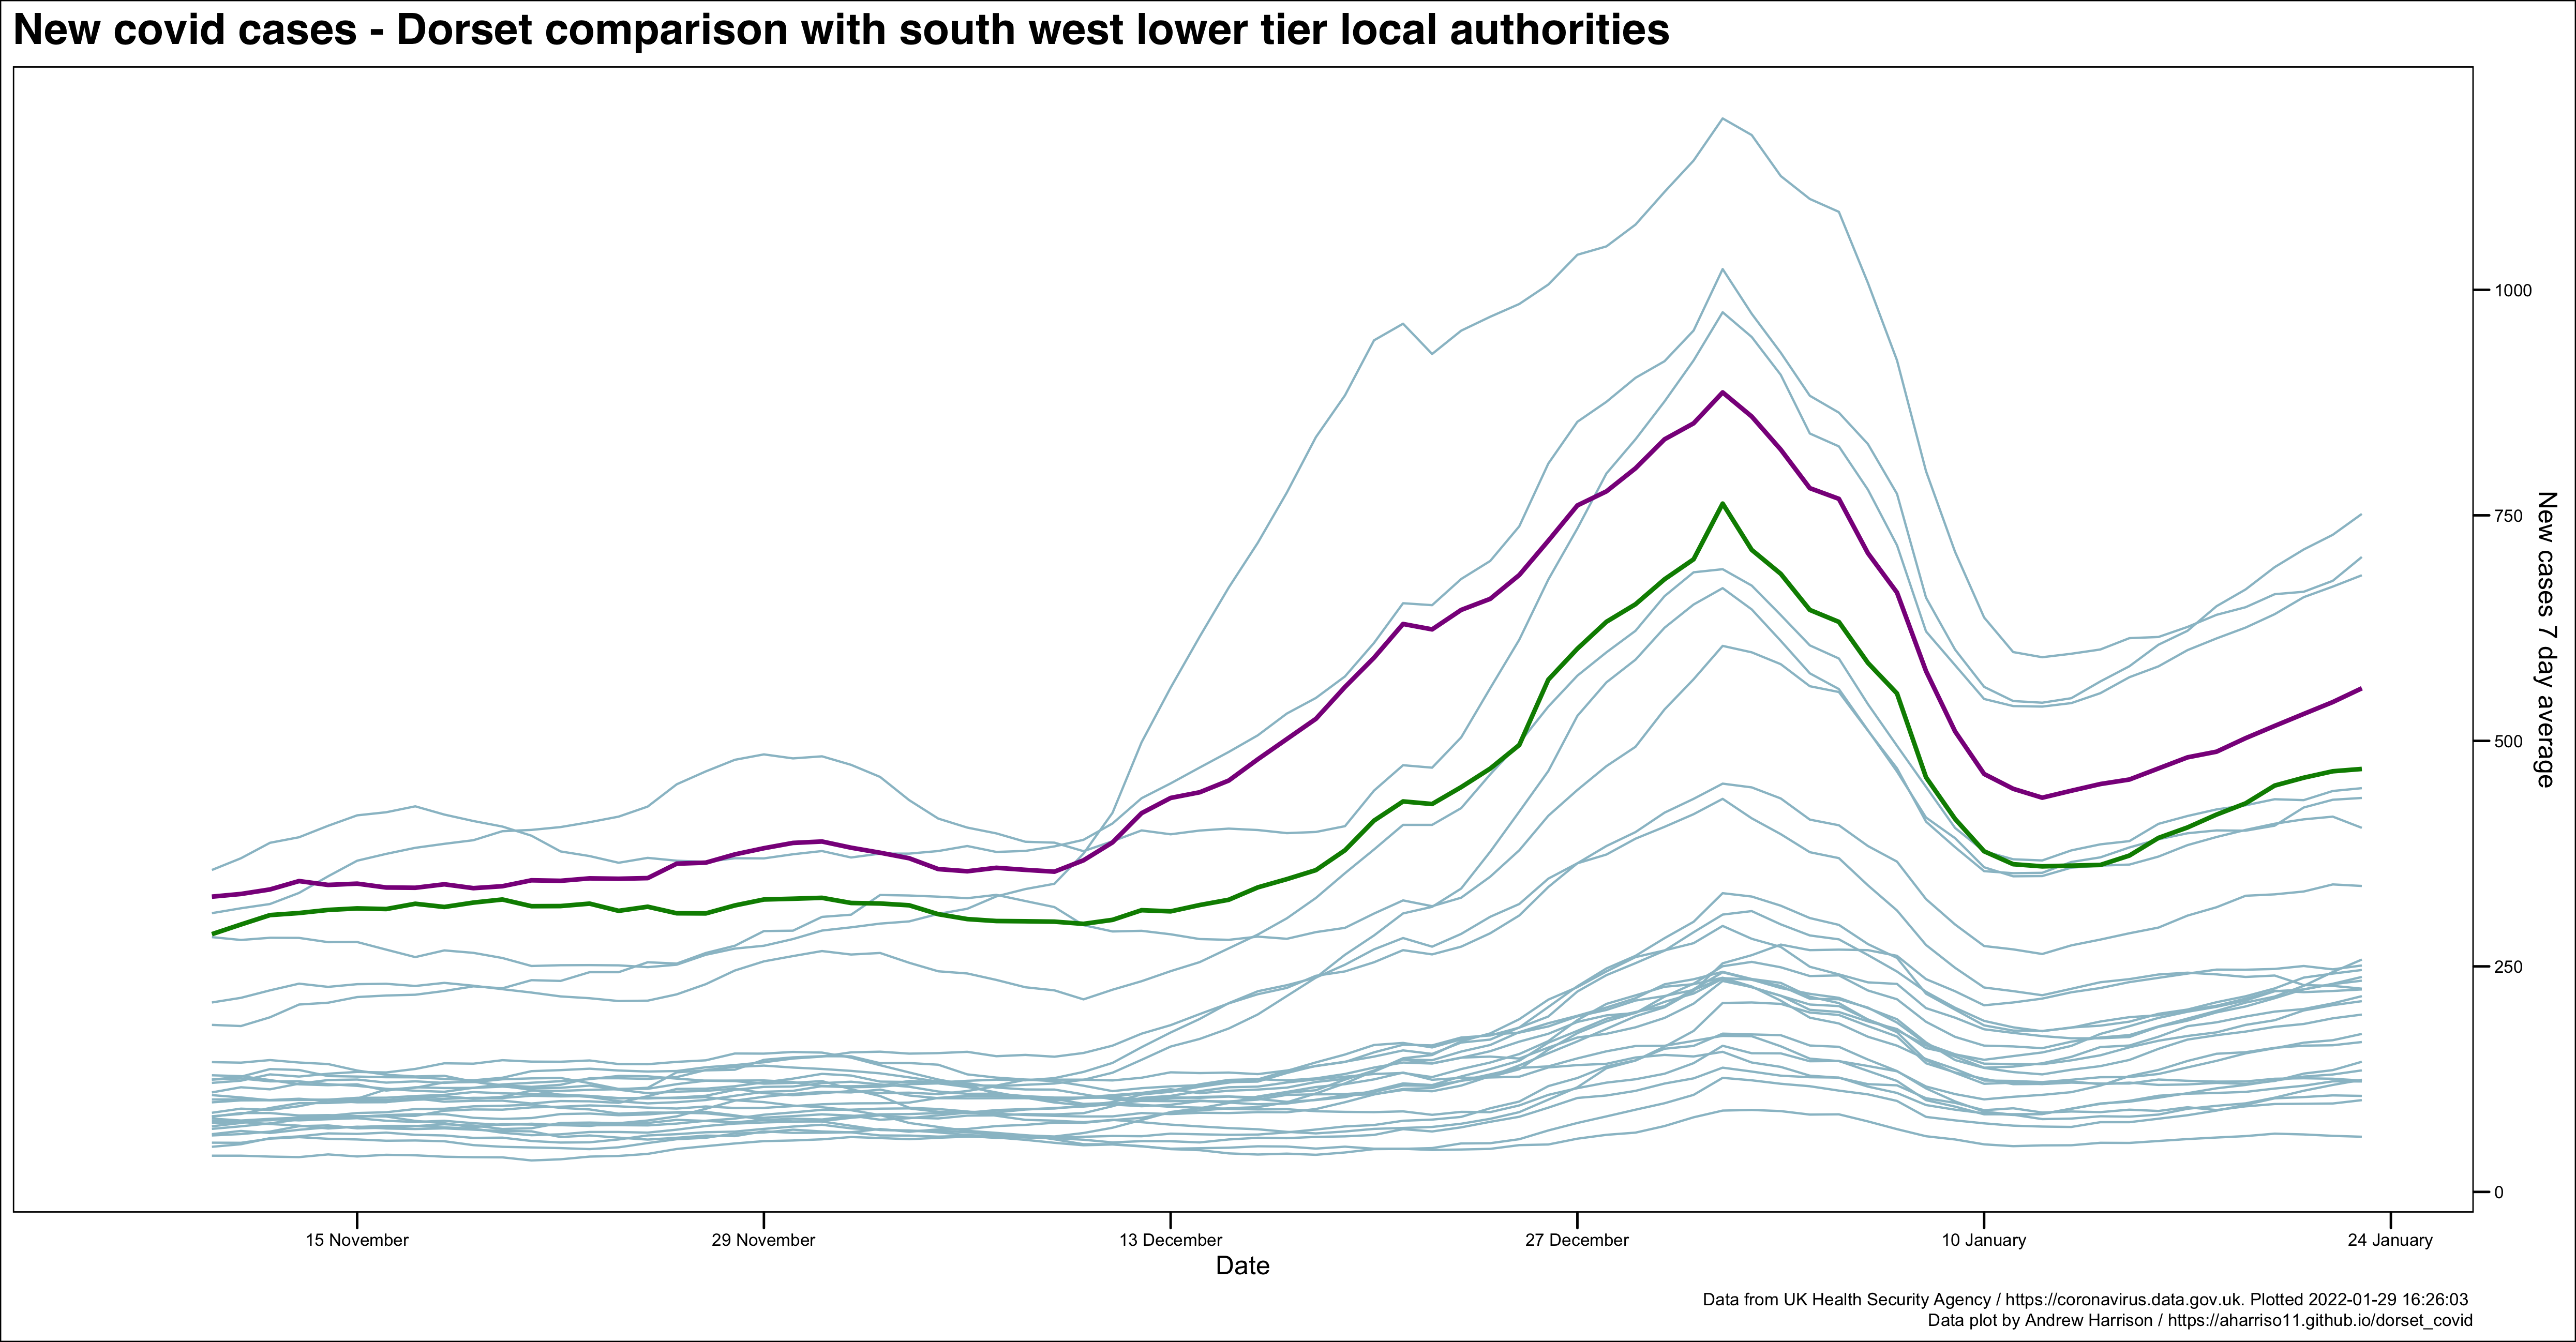 New covid cases - Dorset comparison with south west lower tier local authorities
1000
750
500
250
0
New cases 7 day average
15 November
29 November
13 December
27 December
10 January
24 January
Date
Data from UK Health Security Agency / https://coronavirus.data.gov.uk. Plotted 2022-01-29 16:26:03
Data plot by Andrew Harrison / https://aharriso11.github.io/dorset_covid